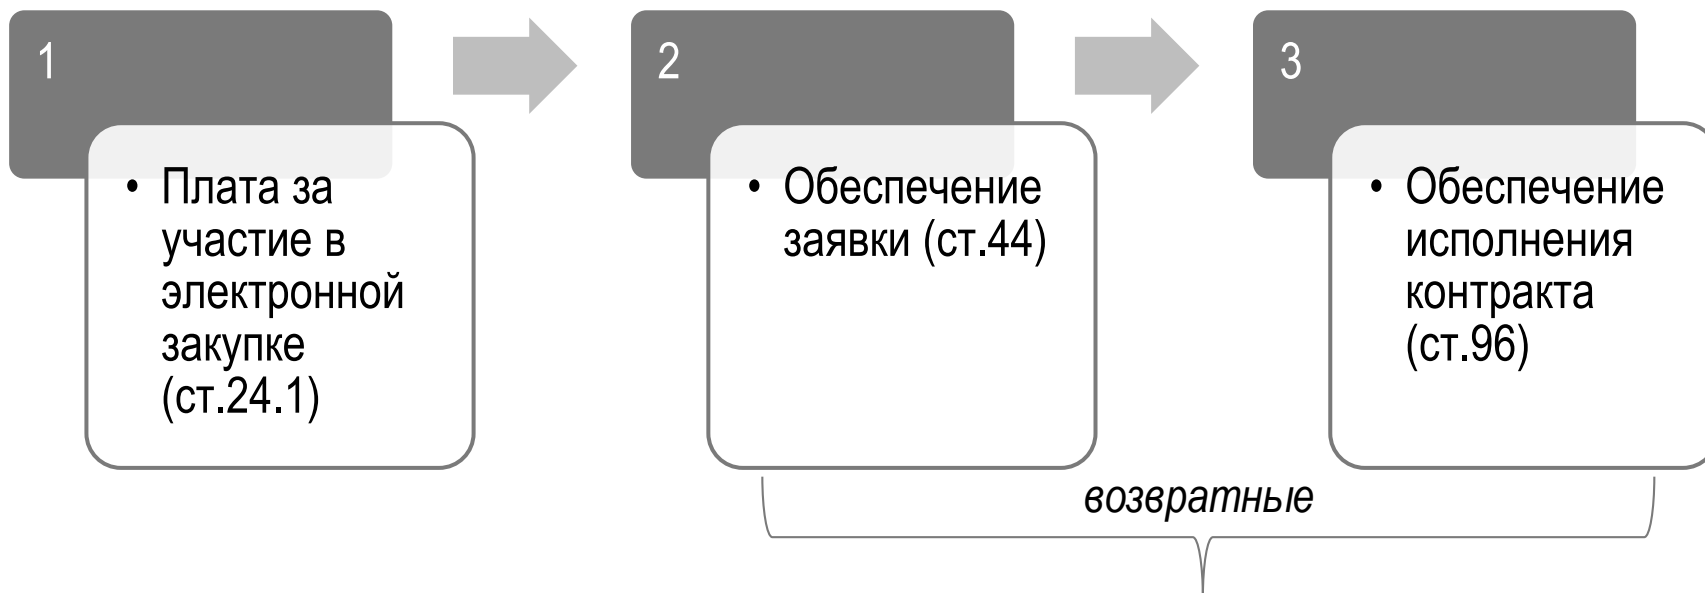 1
• Плата за
участие в
электронной
закупке
(ст.24.1)
2
• Обеспечение
заявки (ст.44)
3
• Обеспечение
исполнения
контракта
(ст.96)
возвратные